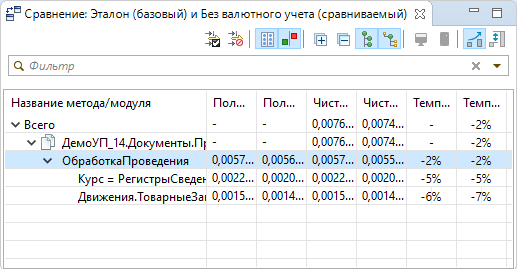 Сравнение: Эталон (базовый) и Без валютного учета (сравниваемый)
Фильтр
Название метода/модуля Пол... Пол... Чист... Чист... Темп... Темп...
Всего - - 0,0076... 0,0074... - -2%
ДемоУП_14.Документы.Пр - - 0,0076... 0,0074... - -2%
ОбработкаПроведения 0,0057... 0,0056... 0,0057... 0,0055... -2% -2%
Курс = РегистрыСведен 0,0022... 0,0020... 0,0022... 0,0020... -5% -5%
Движения.ТоварныеЗап 0,0015... 0,0014... 0,0015... 0,0014... -6% -7%